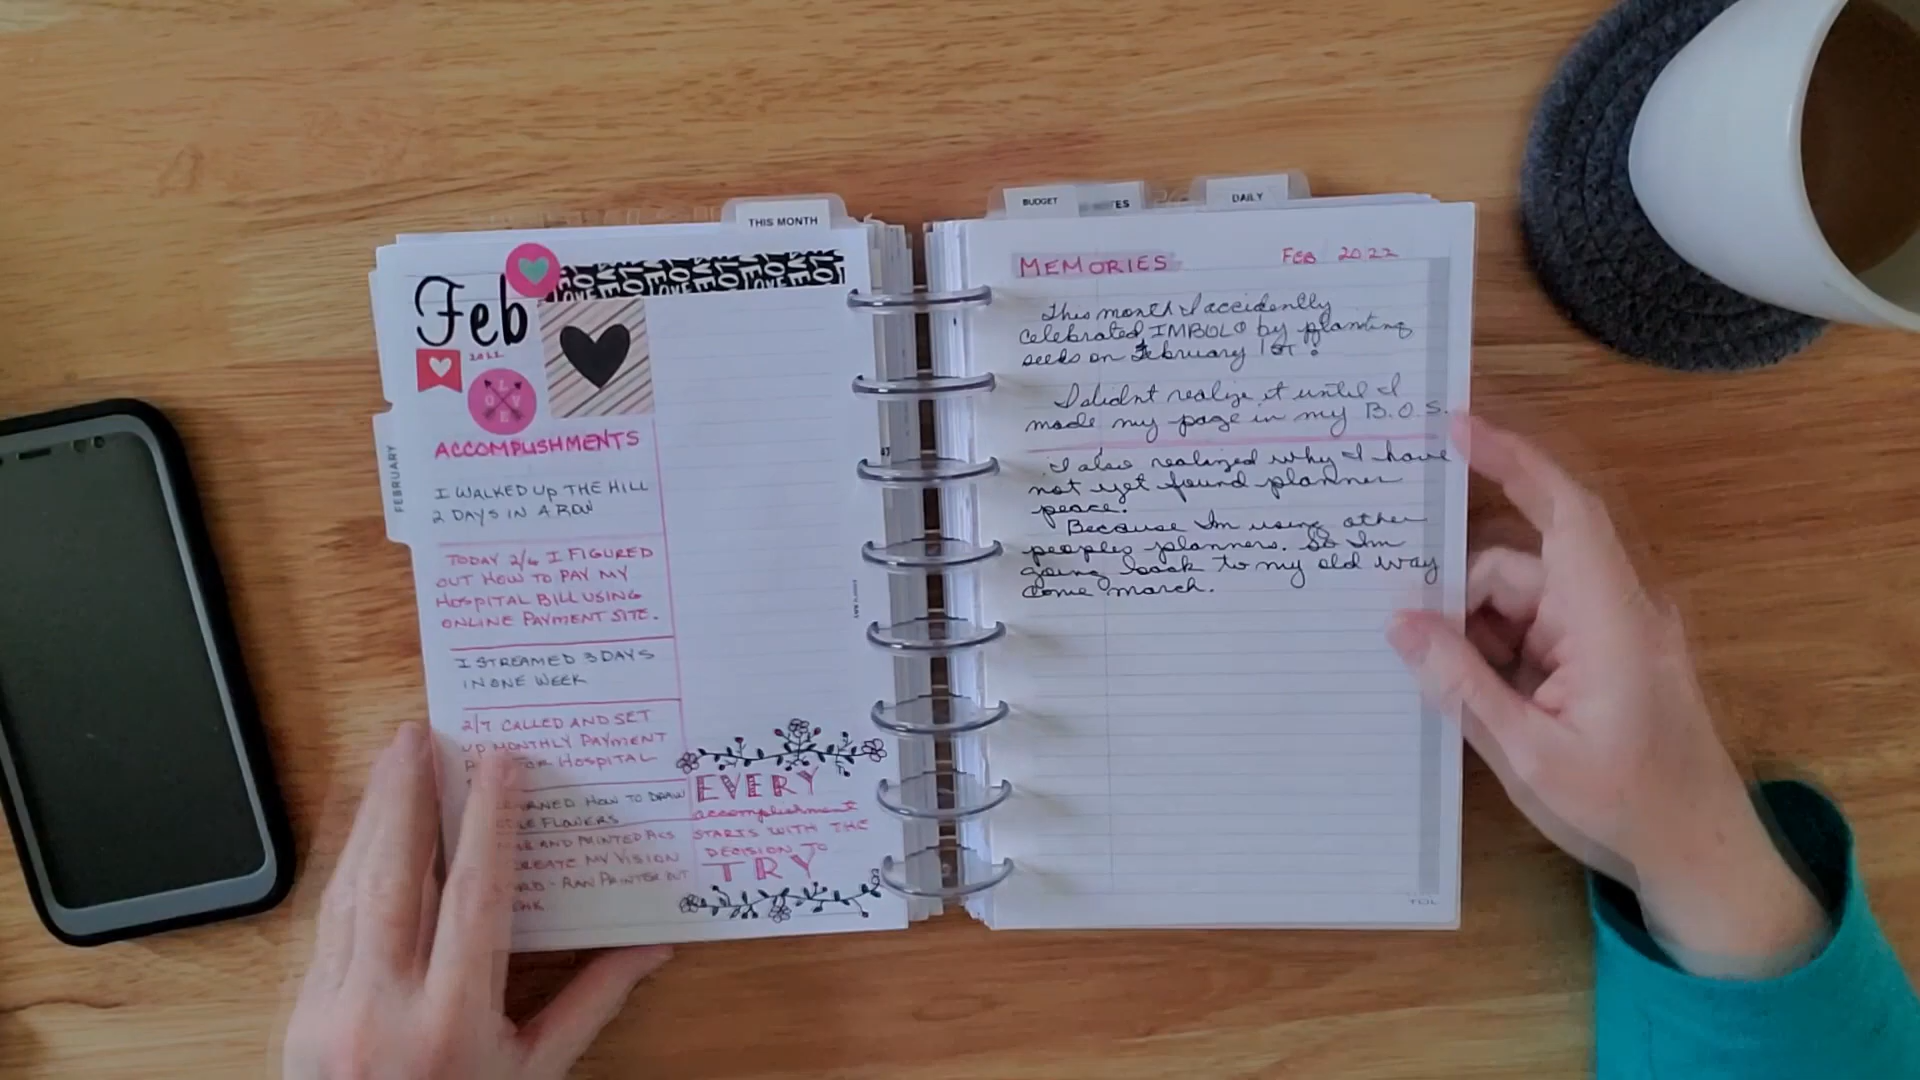 THIS MONTH
Feb
2022
LOVE
ACCOMPLISHMENTS
I WALKED UP THE HILL
2 DAYS IN A ROW
TODAY 2/6 I FIGURED
OUT HOW TO PAY MY
HOSPITAL BILL USING
ONLINE PAYMENT SITE.
I STREAMED 3 DAYS
IN ONE WEEK
2/7 CALLED AND SET
UP MONTHLY PAYMENT
FOR HOSPITAL
HOW TO DRAW
FLOWERS
AND PRINTED PICS
CREATE MY VISION
RAN PRINTER OUT
EVERY
accomplishment
STARTS WITH THE
DECISION TO
TRY
FEBRUARY
BUDGET
DAILY
MEMORIES FEB 2022
This month I accidently
celebrated IMBOLC by planting
seeds on February 1st!
I didnt realize it until I
made my page in my B.O.S.
I also realized why I have
not yet found planner
peace.
Because Im using other
peoples planners. So Im
going back to my old way
come march.
TUL